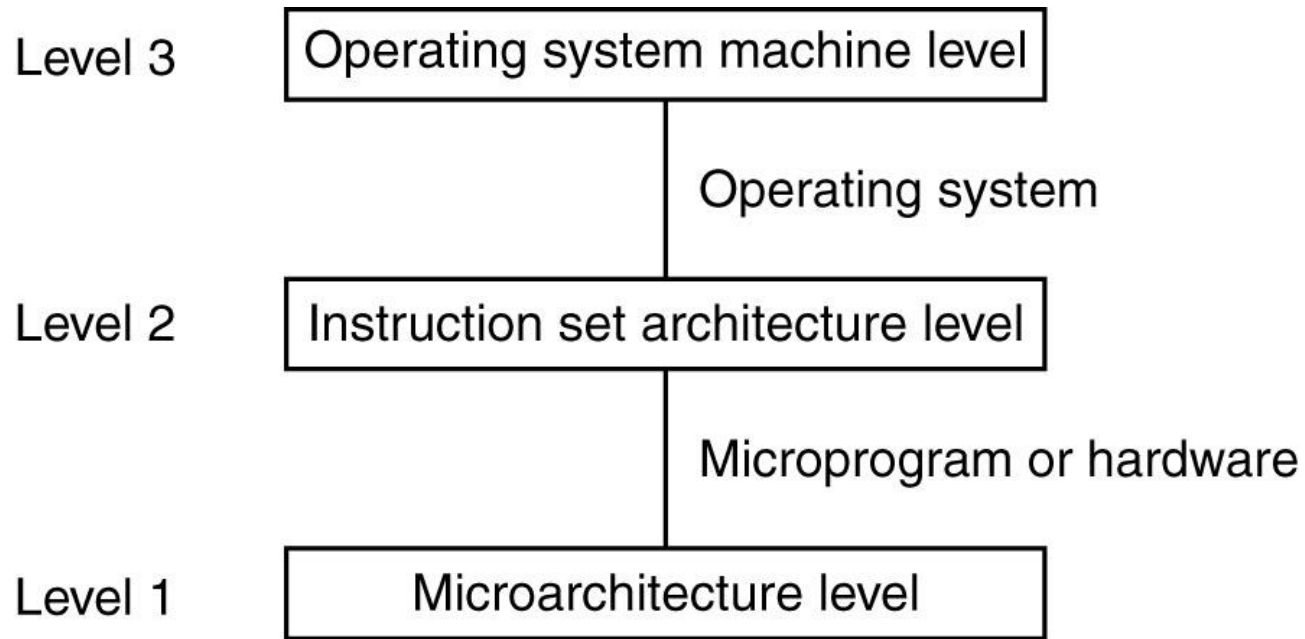 Level 3 Operating system machine level
Operating system
Level 2 Instruction set architecture level
Microprogram or hardware
Level 1 Microarchitecture level